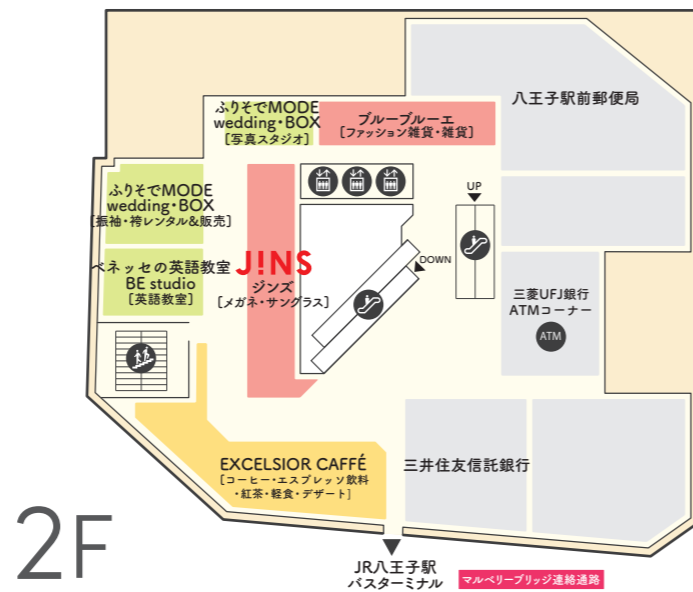 八王子駅前郵便局
ふりそでMODE
wedding・BOX
[写真スタジオ]
ブルーブルーエ
[ファッション雑貨・雑貨]
ふりそでMODE
wedding・BOX
[振袖・袴レンタル&販売]
UP
ベネッセの英語教室
BE studio
[英語教室]
J!NS
ジンズ
[メガネ・サングラス]
DOWN
三菱UFJ銀行
ATMコーナー
ATM
EXCELSIOR CAFFÉ
[コーヒー・エスプレッソ飲料
・紅茶・軽食・デザート]
三井住友信託銀行
2F
JR八王子駅
バスターミナル
マルベリーブリッジ連絡通路